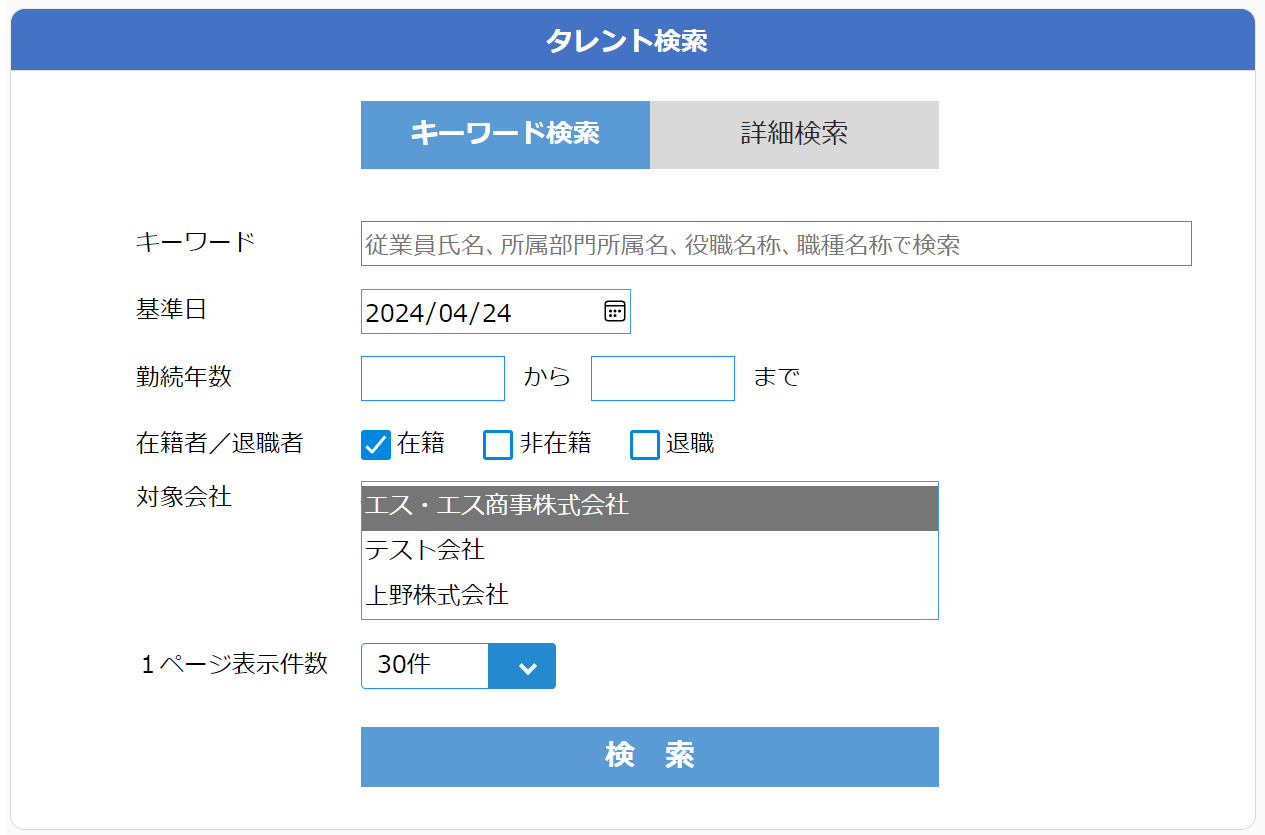 タレント検索
キーワード検索 詳細検索
キーワード 従業員氏名、所属部門所属名、役職名称、職種名称で検索
基準日 2024/04/24
勤続年数 から まで
在籍者／退職者 在籍 非在籍 退職
対象会社 エス・エス商事株式会社
テスト会社
上野株式会社
１ページ表示件数 30件
検　索